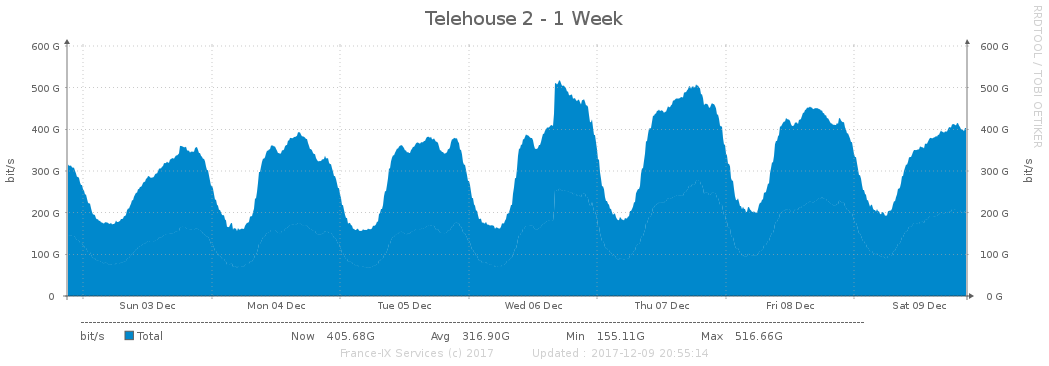 Telehouse 2 - 1 Week
RRDTOOL / TOBI OETIKER
600 G 600 G
500 G 500 G
400 G 400 G
300 G 300 G
200 G 200 G
100 G 100 G
0 0 G
bit/s bit/s
Sun 03 Dec Mon 04 Dec Tue 05 Dec Wed 06 Dec Thu 07 Dec Fri 08 Dec Sat 09 Dec
bit/s Total Now 405.68G Avg 316.90G Min 155.11G Max 516.66G
France-IX Services (c) 2017 Updated : 2017-12-09 20:55:14